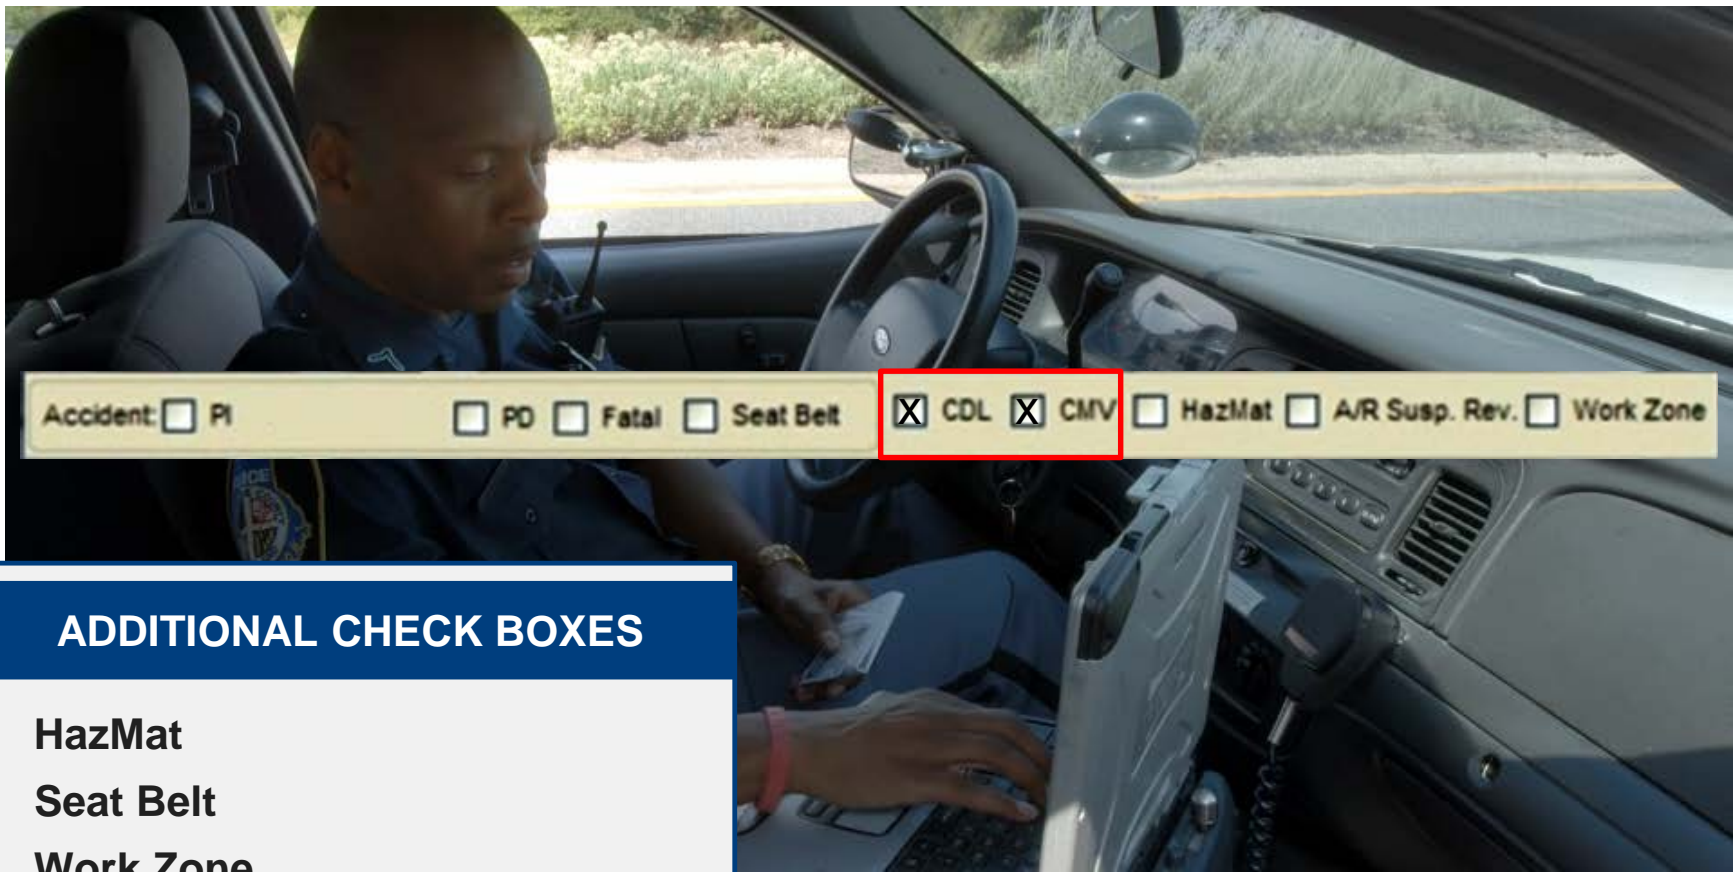 Accident: PI PD Fatal Seat Belt X CDL X CMV HazMat A/R Susp. Rev. Work Zone
ADDITIONAL CHECK BOXES
HazMat
Seat Belt
Work Zone